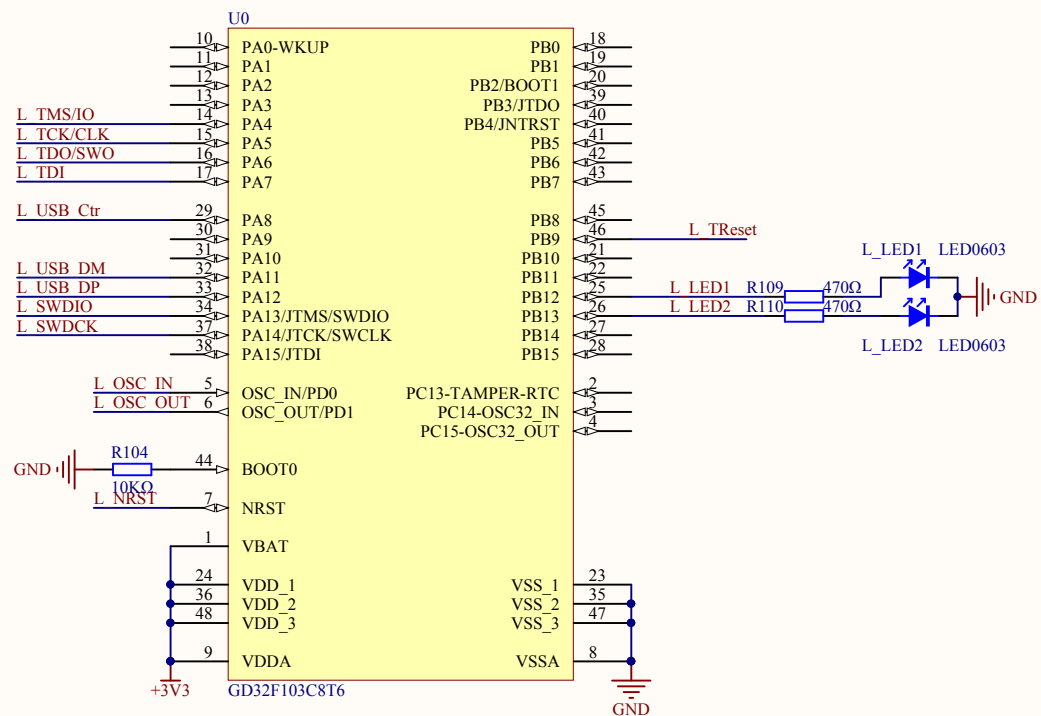 U0
10 PA0-WKUP PB0 18
11 PA1 PB1 19
12 PA2 PB2/BOOT1 20
13 PA3 PB3/JTDO 39
L_TMS/IO 14 PA4 PB4/JNTRST 40
L_TCK/CLK 15 PA5 PB5 41
L_TDO/SWO 16 PA6 PB6 42
L_TDI 17 PA7 PB7 43
L_USB_Ctr 29 PA8 PB8 45
30 PA9 PB9 46 L_TReset
31 PA10 PB10 21
L_LED1 LED0603
L_USB_DM 32 PA11 PB11 22
L_USB_DP 33 PA12 PB12 25 L_LED1 R109 470Ω
GND
L_SWDIO 34 PA13/JTMS/SWDIO PB13 26 L_LED2 R110 470Ω
L_SWDCK 37 PA14/JTCK/SWCLK PB14 27
38 PA15/JTDI PB15 28
L_LED2 LED0603
L_OSC_IN 5 OSC_IN/PD0 PC13-TAMPER-RTC 2
L_OSC_OUT 6 OSC_OUT/PD1 PC14-OSC32_IN 3
PC15-OSC32_OUT 4
R104
GND 44 BOOT0
10KΩ
L_NRST 7 NRST
1 VBAT
24 VDD_1 VSS_1 23
36 VDD_2 VSS_2 35
48 VDD_3 VSS_3 47
9 VDDA VSSA 8
+3V3 GD32F103C8T6
GND